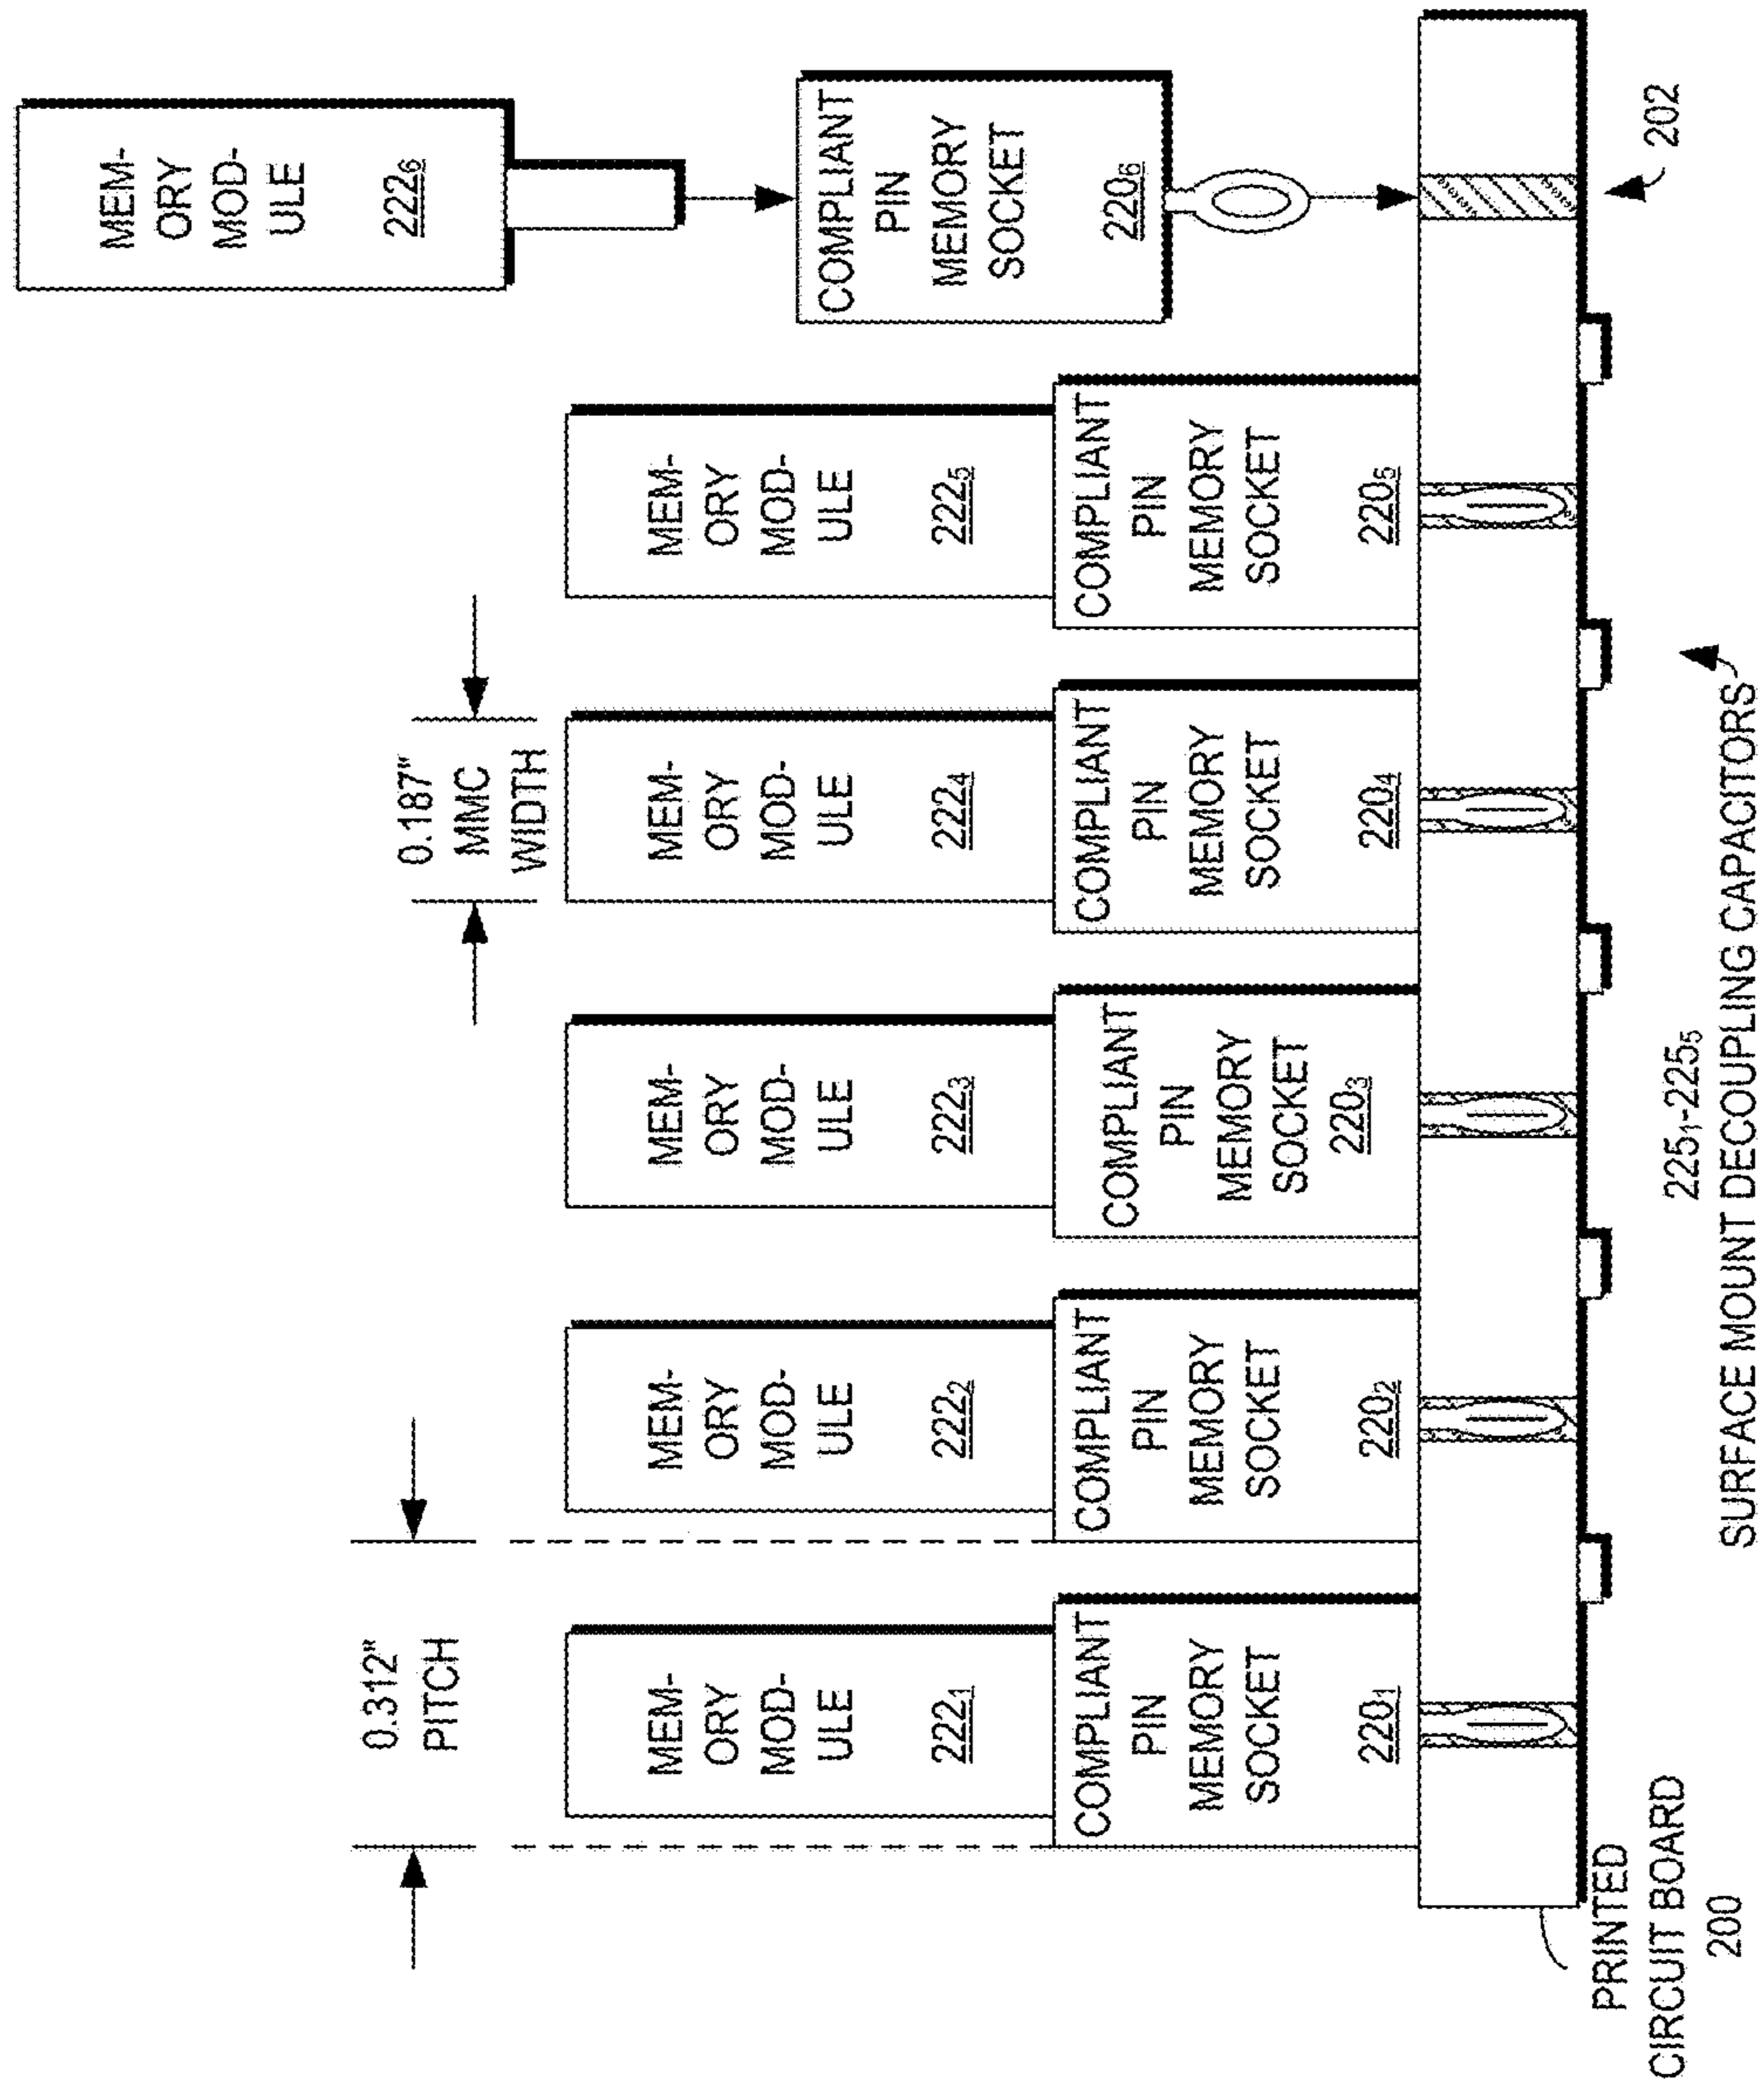 0.312"
PITCH
0.187"
MMC
WIDTH
MEM-
ORY
MOD-
ULE
222₁
MEM-
ORY
MOD-
ULE
222₂
MEM-
ORY
MOD-
ULE
222₃
MEM-
ORY
MOD-
ULE
222₄
MEM-
ORY
MOD-
ULE
222₅
MEM-
ORY
MOD-
ULE
222₆
COMPLIANT
PIN
MEMORY
SOCKET
220₁
COMPLIANT
PIN
MEMORY
SOCKET
220₂
COMPLIANT
PIN
MEMORY
SOCKET
220₃
COMPLIANT
PIN
MEMORY
SOCKET
220₄
COMPLIANT
PIN
MEMORY
SOCKET
220₅
COMPLIANT
PIN
MEMORY
SOCKET
220₆
PRINTED
CIRCUIT BOARD
200
225₁-225₅
SURFACE MOUNT DECOUPLING CAPACITORS
202